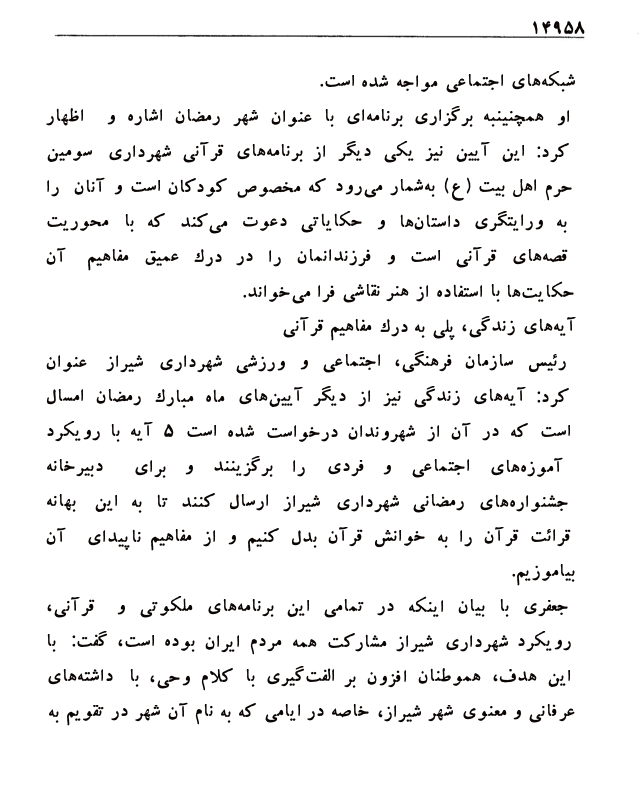 ۱۴۹۵۸
شبکه‌های اجتماعی مواجه شده است.
او همچنینبه برگزاری برنامه‌ای با عنوان شهر رمضان اشاره و اظهار
کرد: این آیین نیز یکی دیگر از برنامه‌های قرآنی شهرداری سومین
حرم اهل بیت (ع) به‌شمار می‌رود که مخصوص کودکان است و آنان را
به ورایتگری داستان‌ها و حکایاتی دعوت می‌کند که با محوریت
قصه‌های قرآنی است و فرزندانمان را در درك عمیق مفاهیم آن
حکایت‌ها با استفاده از هنر نقاشی فرا می‌خواند.
آیه‌های زندگی، پلی به درك مفاهیم قرآنی
رئیس سازمان فرهنگی، اجتماعی و ورزشی شهرداری شیراز عنوان
کرد: آیه‌های زندگی نیز از دیگر آیین‌های ماه مبارك رمضان امسال
است که در آن از شهروندان درخواست شده است ۵ آیه با رویکرد
آموزه‌های اجتماعی و فردی را برگزینند و برای دبیرخانه
جشنواره‌های رمضانی شهرداری شیراز ارسال کنند تا به این بهانه
قرائت قرآن را به خوانش قرآن بدل کنیم و از مفاهیم ناپیدای آن
بیاموزیم.
جعفری با بیان اینکه در تمامی این برنامه‌های ملکوتی و قرآنی،
رویکرد شهرداری شیراز مشارکت همه مردم ایران بوده است، گفت: با
این هدف، هموطنان افزون بر الفت‌گیری با کلام وحی، با داشته‌های
عرفانی و معنوی شهر شیراز، خاصه در ایامی که به نام آن شهر در تقویم به